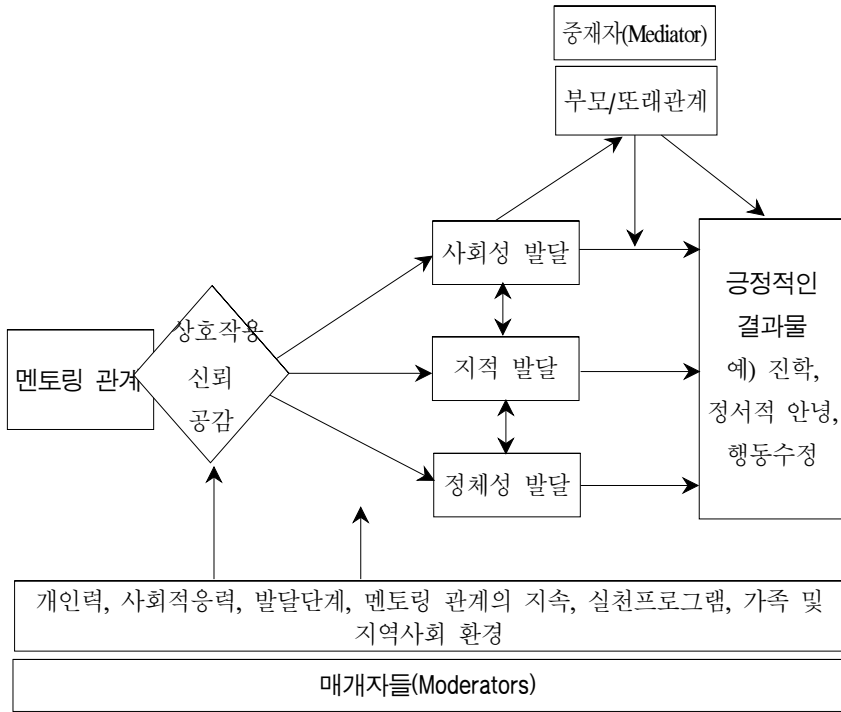 중재자(Mediator)
부모/또래관계
사회성 발달
긍정적인
결과물
예) 진학,
정서적 안녕,
행동수정
상호작용
신뢰
공감
멘토링 관계
지적 발달
정체성 발달
개인력, 사회적응력, 발달단계, 멘토링 관계의 지속, 실천프로그램, 가족 및
지역사회 환경
매개자들(Moderators)